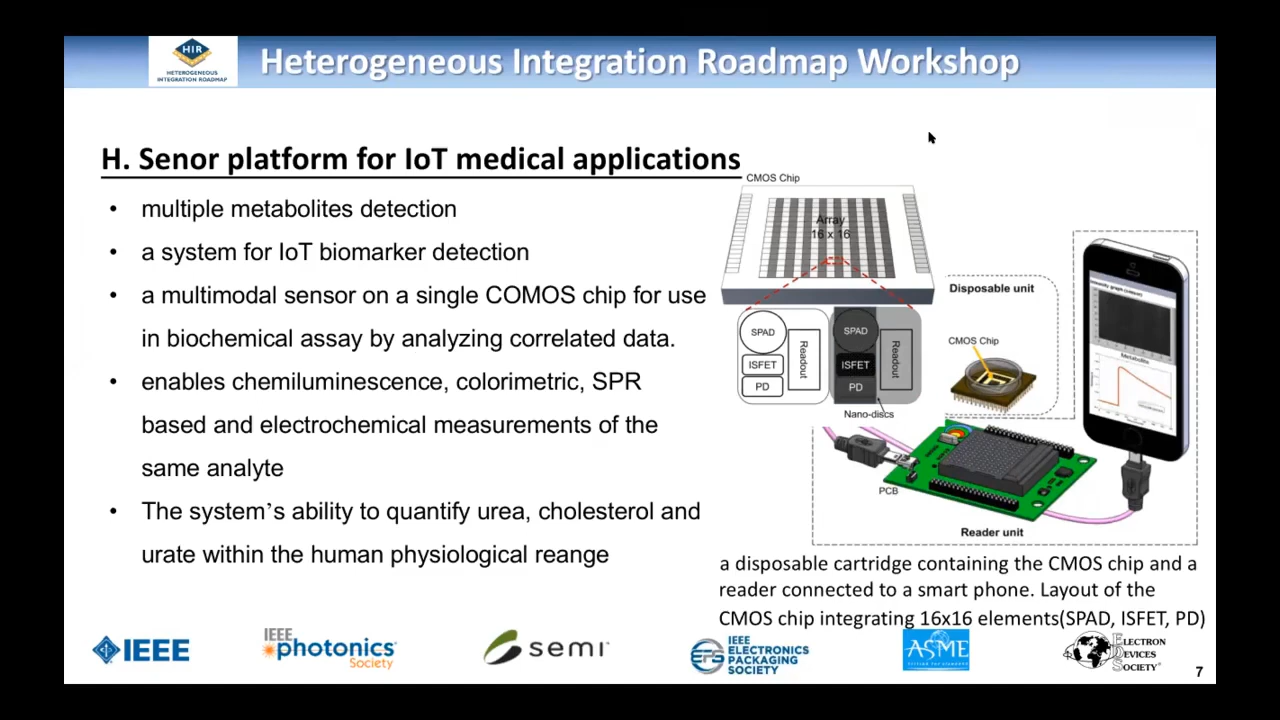 HIR
HETEROGENEOUS
INTEGRATION ROADMAP
Heterogeneous Integration Roadmap Workshop
H. Senor platform for IoT medical applications
• multiple metabolites detection
• a system for IoT biomarker detection
• a multimodal sensor on a single COMOS chip for use
in biochemical assay by analyzing correlated data.
• enables chemiluminescence, colorimetric, SPR
based and electrochemical measurements of the
same analyte
• The system’s ability to quantify urea, cholesterol and
urate within the human physiological reange
CMOS Chip
Array
16 x 16
SPAD
ISFET
PD
Readout
SPAD
ISFET
PD
Readout
Nano-discs
Disposable unit
CMOS Chip
Metabolites
PCB
Reader unit
a disposable cartridge containing the CMOS chip and a
reader connected to a smart phone. Layout of the
CMOS chip integrating 16x16 elements(SPAD, ISFET, PD)
IEEE
IEEE
photonics
Society
semi
EPS
IEEE
ELECTRONICS
PACKAGING
SOCIETY
ASME
ELECTRON
DEVICES
SOCIETY®
7